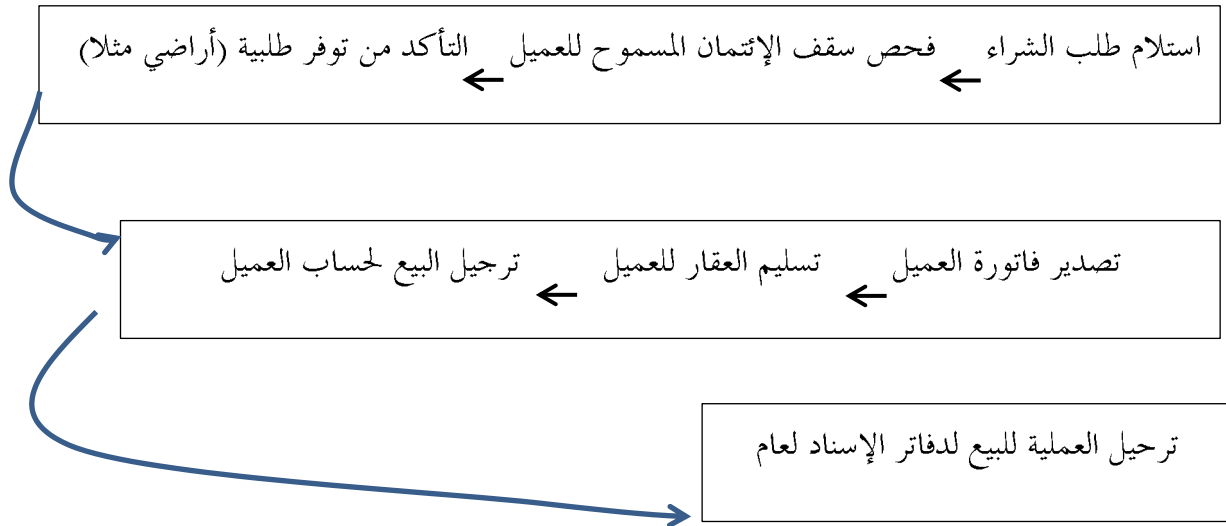 استلام طلب الشراء ← فحص سقف الإئتمان المسموح للعميل ← التأكد من توفر طلبية (أراضي مثلا)
تصدير فاتورة العميل ← تسليم العقار للعميل ← ترجيل البيع لحساب العميل
ترحيل العملية للبيع لدفاتر الإسناد لعام